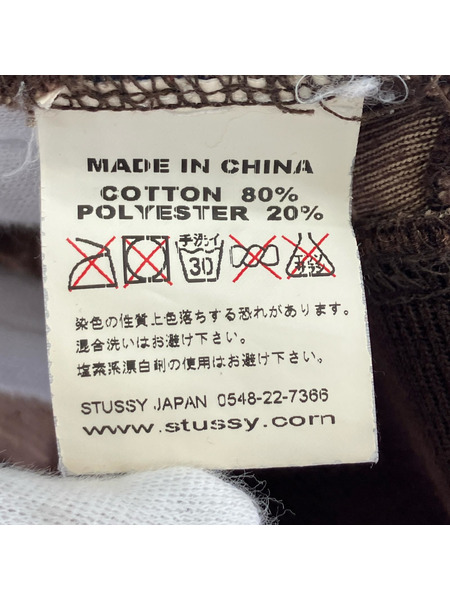 MADE IN CHINA
COTTON 80%
POLYESTER 20%
30
染色の性質上色落ちする恐れがあります。
混合洗いはお避け下さい。
塩素系漂白剤の使用はお避け下さい。
STUSSY JAPAN 0548-22-7366
www.stussy.com